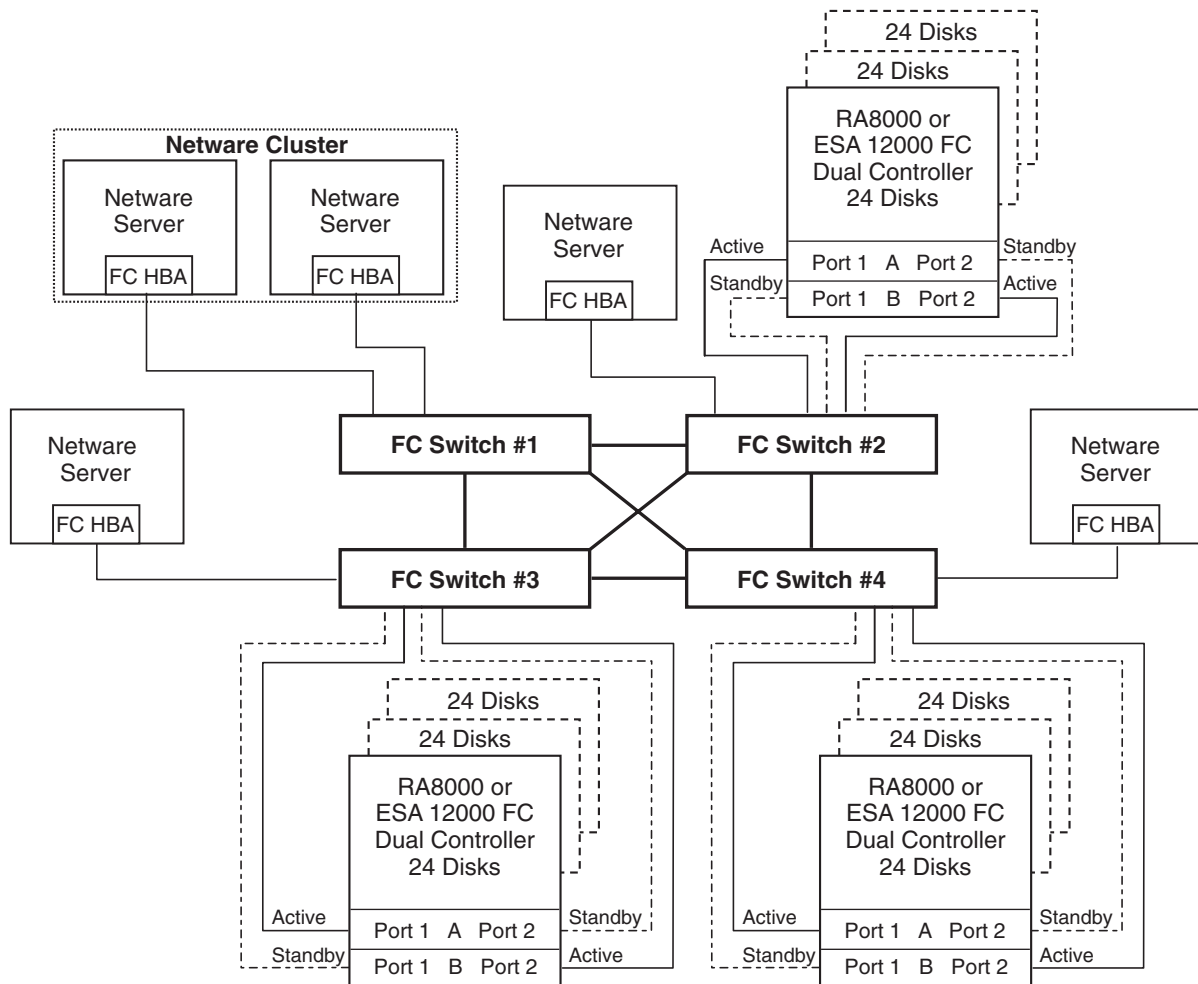 24 Disks
24 Disks
RA8000 or
ESA 12000 FC
Dual Controller
24 Disks
Active
Port 1 A Port 2
Standby
Standby
Port 1 B Port 2
Active
Netware Cluster
Netware
Server
FC HBA
Netware
Server
FC HBA
Netware
Server
FC HBA
FC Switch #1
FC Switch #2
Netware
Server
FC HBA
Netware
Server
FC HBA
FC Switch #3
FC Switch #4
24 Disks
24 Disks
RA8000 or
ESA 12000 FC
Dual Controller
24 Disks
Active
Port 1 A Port 2
Standby
Standby
Port 1 B Port 2
Active
24 Disks
24 Disks
RA8000 or
ESA 12000 FC
Dual Controller
24 Disks
Active
Port 1 A Port 2
Standby
Standby
Port 1 B Port 2
Active